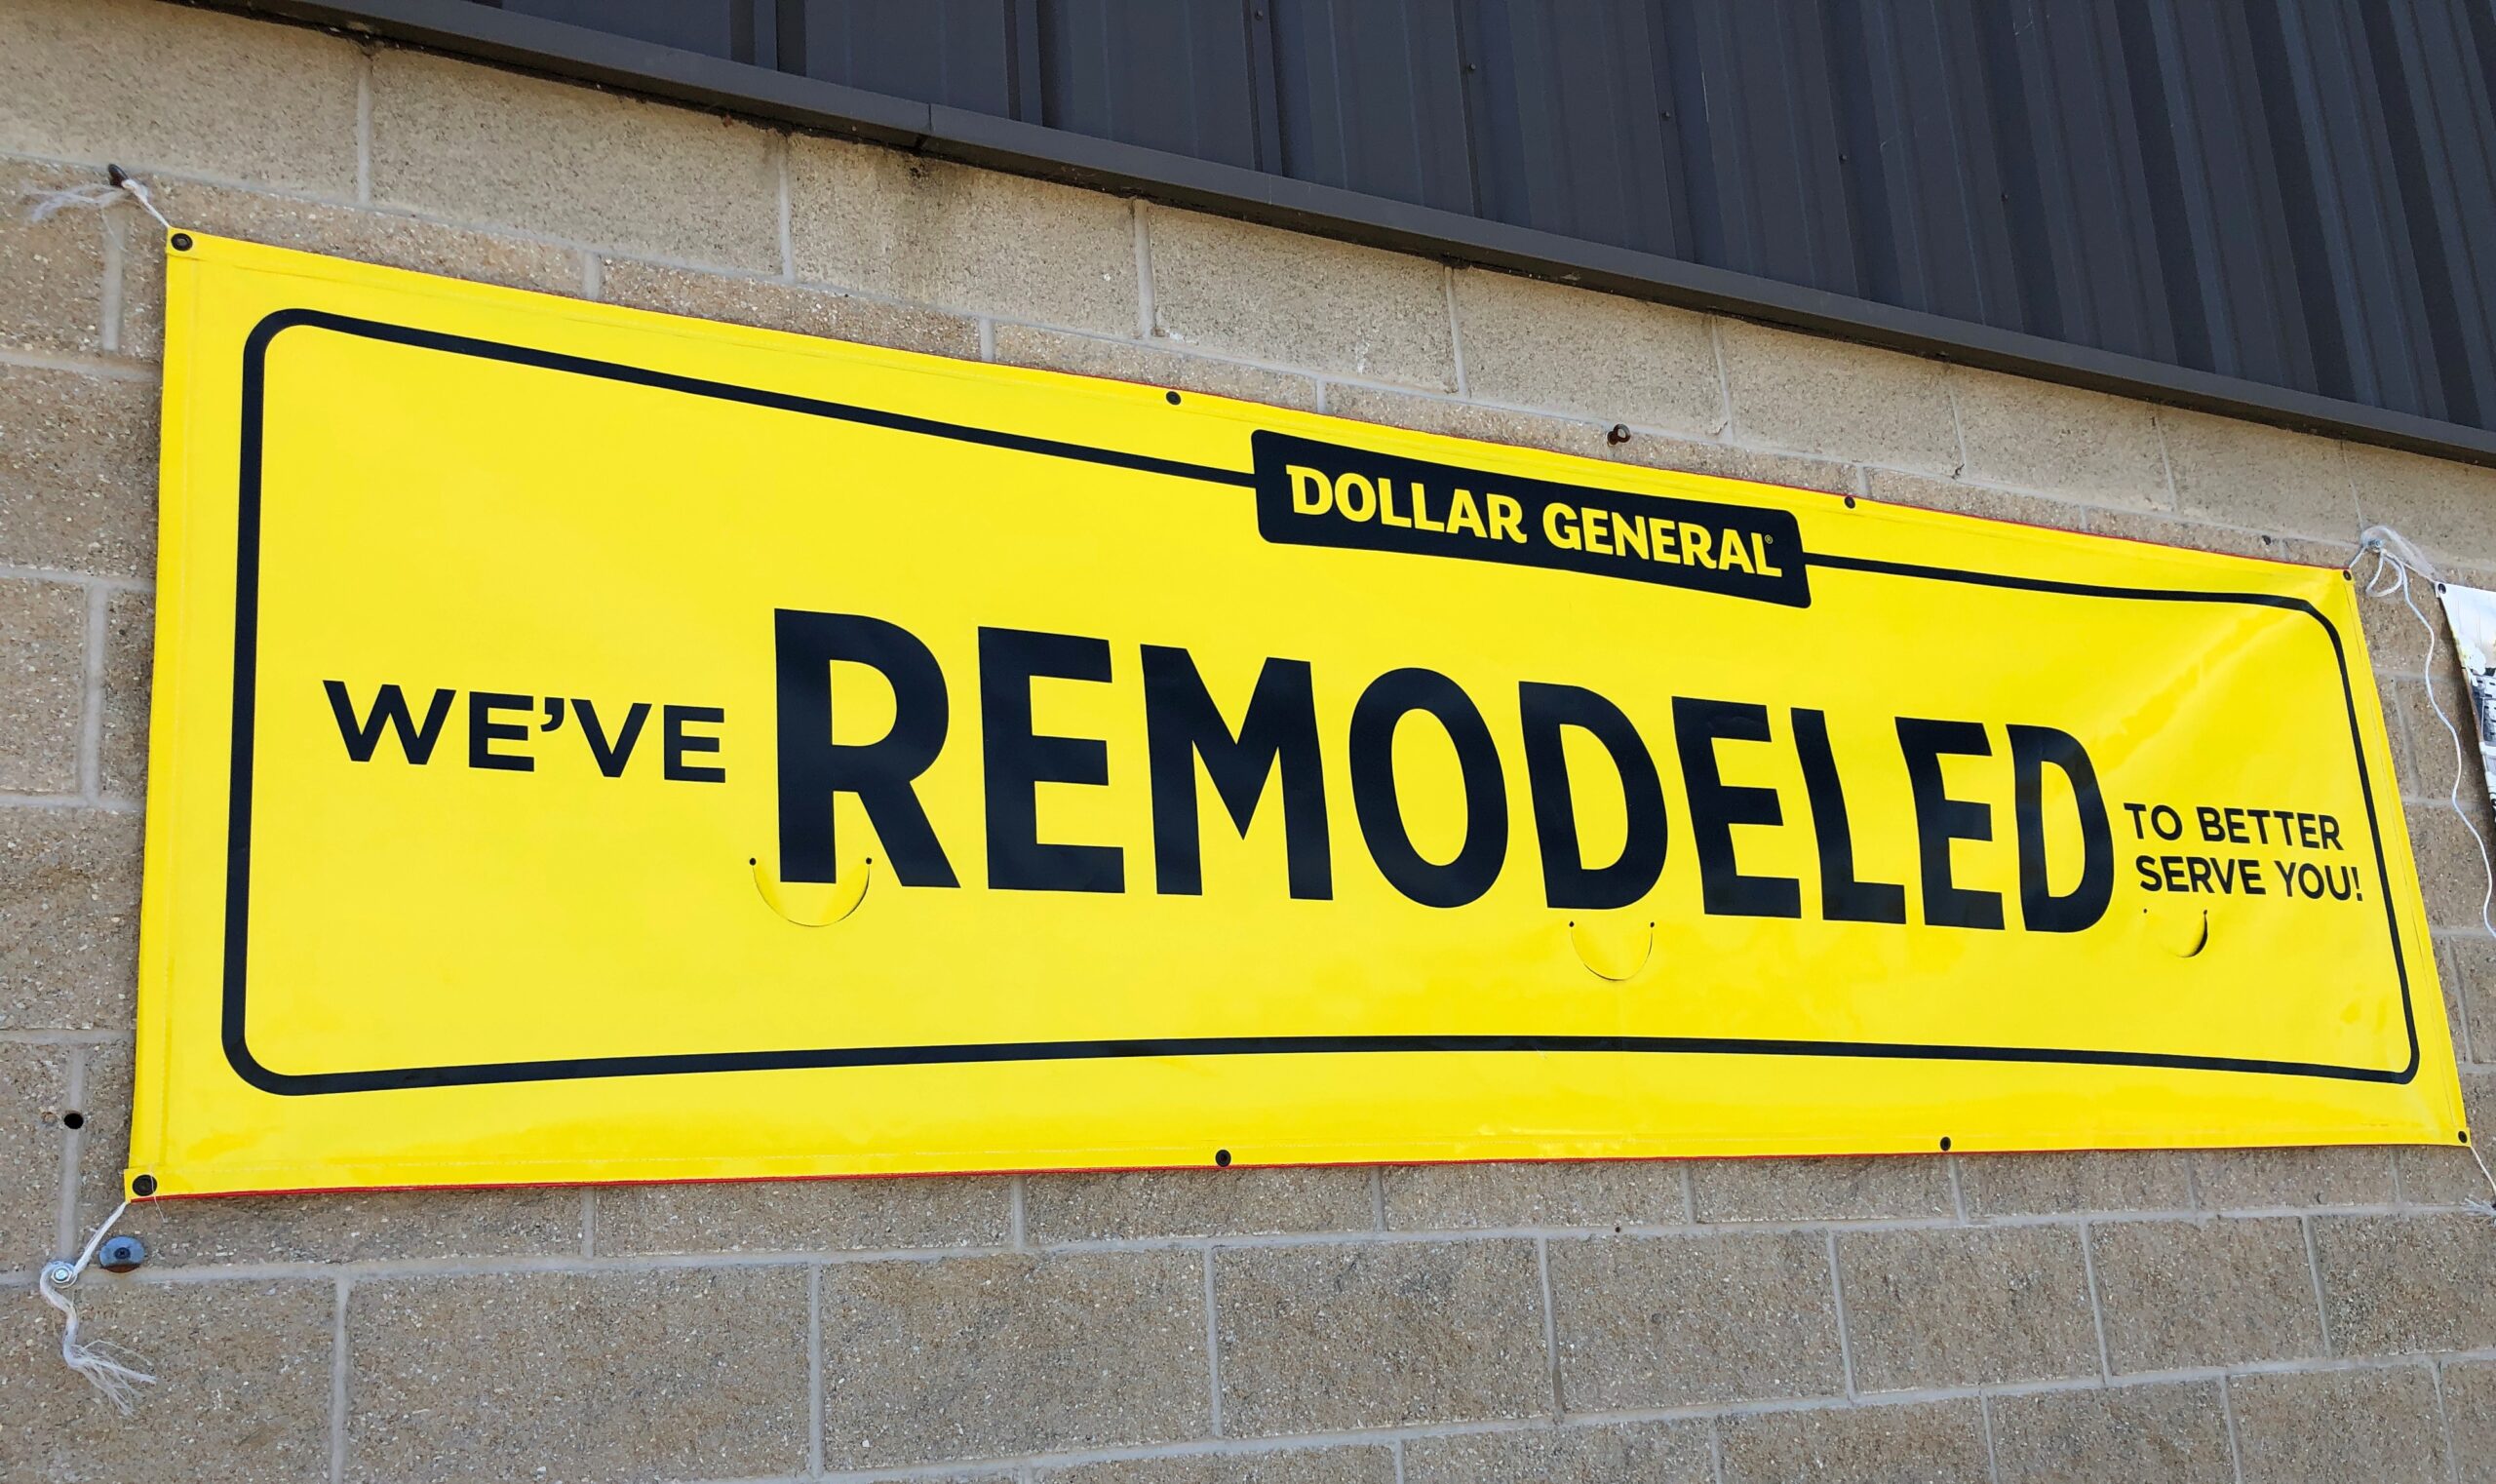 DOLLAR GENERAL®
WE'VE REMODELED TO BETTER
SERVE YOU!